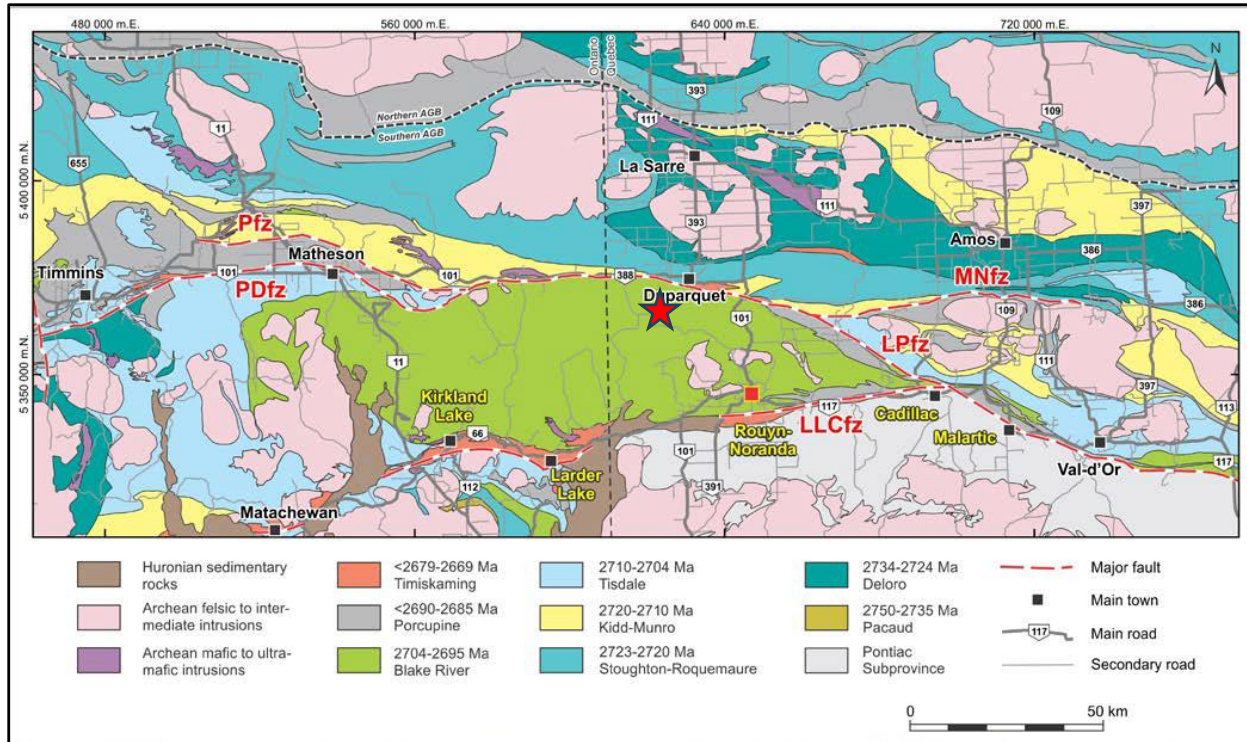 480 000 m.E.
560 000 m.E.
640 000 m.E.
720 000 m.E.
5 400 000 m.N.
5 350 000 m.N.
Ontario
Quebec
N
Northern AGB
Southern AGB
11
393
109
111
655
La Sarre
111
393
397
Pfz
Matheson
Amos
386
Timmins
101
101
388
MNfz
PDfz
Duparquet
386
101
109
LPfz
111
11
397
Kirkland
Lake
113
66
117
Cadillac
LLCfz
Rouyn-
Noranda
Malartic
Larder
Lake
101
Val-d'Or
117
112
391
Matachewan
Huronian sedimentary
rocks
Archean felsic to inter-
mediate intrusions
Archean mafic to ultra-
mafic intrusions
<2679-2669 Ma
Timiskaming
<2690-2685 Ma
Porcupine
2704-2695 Ma
Blake River
2710-2704 Ma
Tisdale
2720-2710 Ma
Kidd-Munro
2723-2720 Ma
Stoughton-Roquemaure
2734-2724 Ma
Deloro
2750-2735 Ma
Pacaud
Pontiac
Subprovince
Major fault
Main town
117
Main road
Secondary road
0
50 km